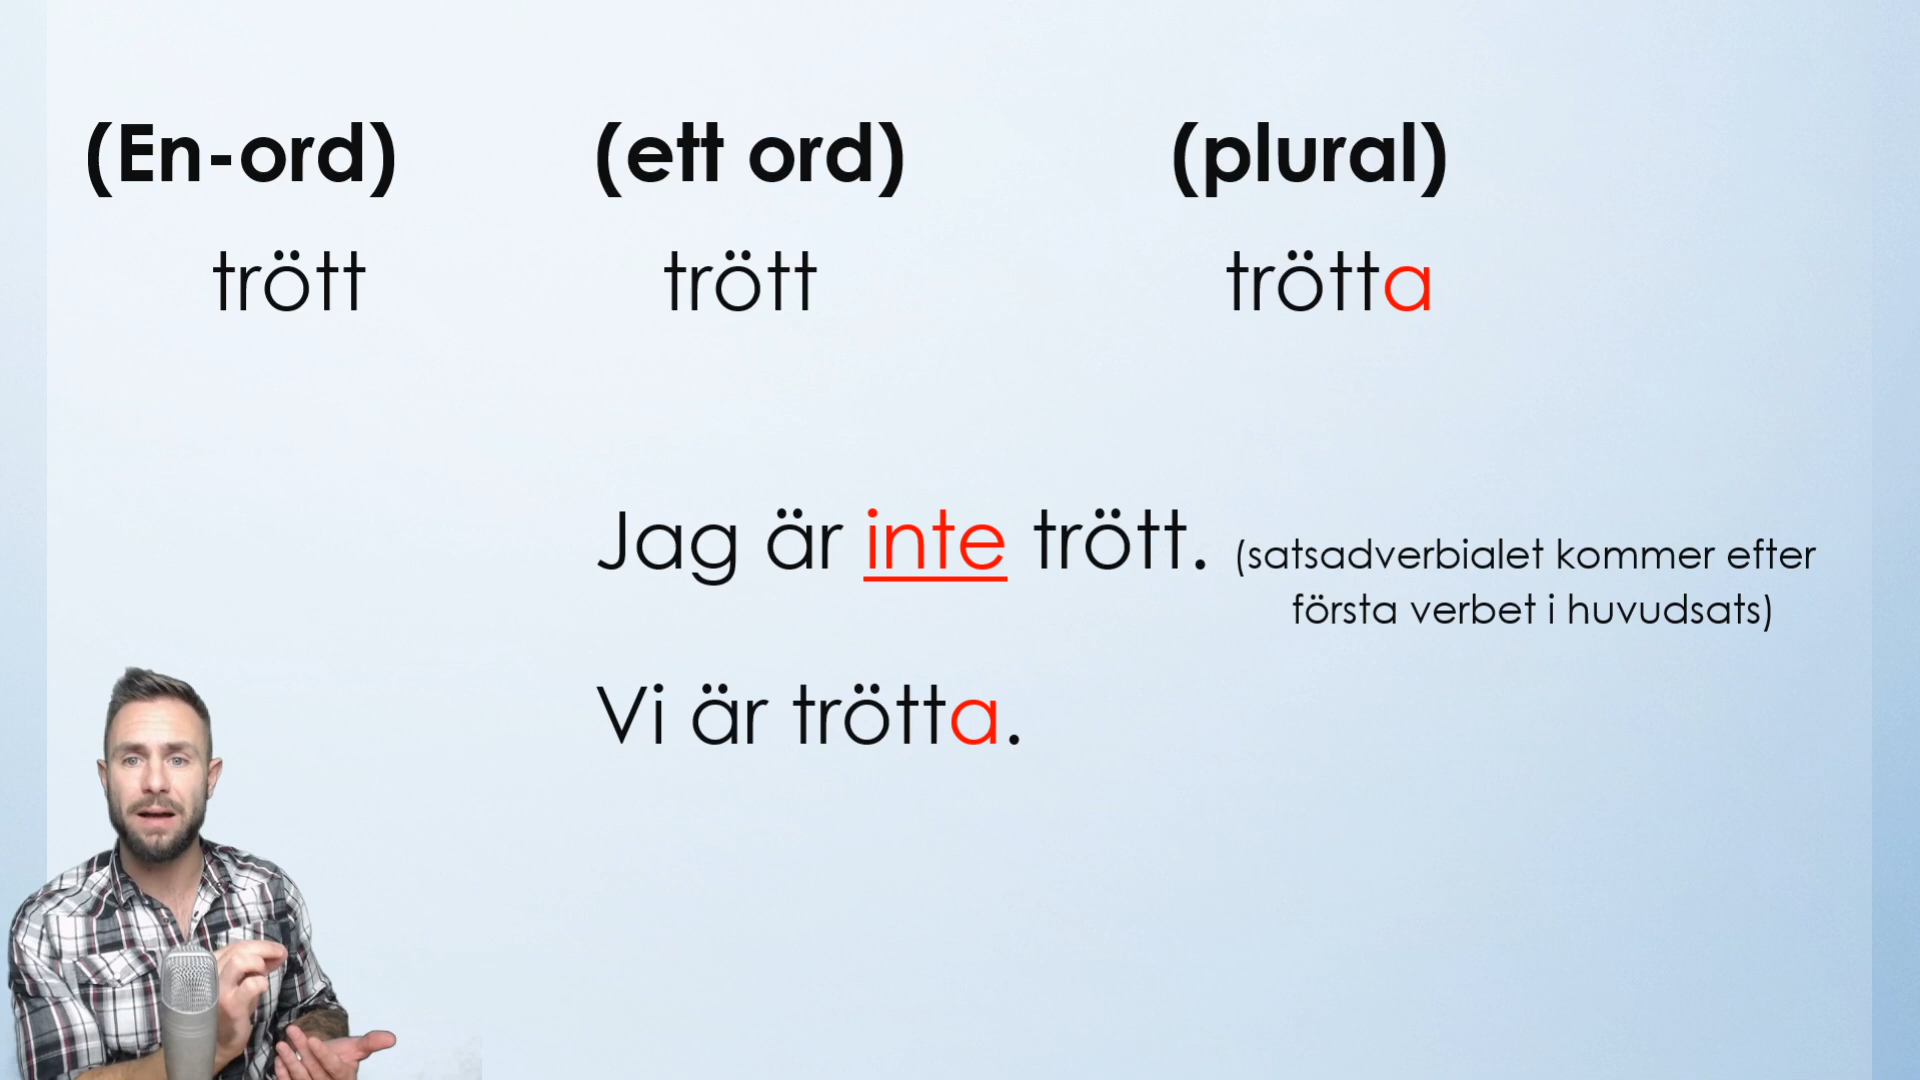 (En-ord) (ett ord) (plural)
trött trött trötta
Jag är inte trött. (satsadverbialet kommer efter
första verbet i huvudsats)
Vi är trötta.